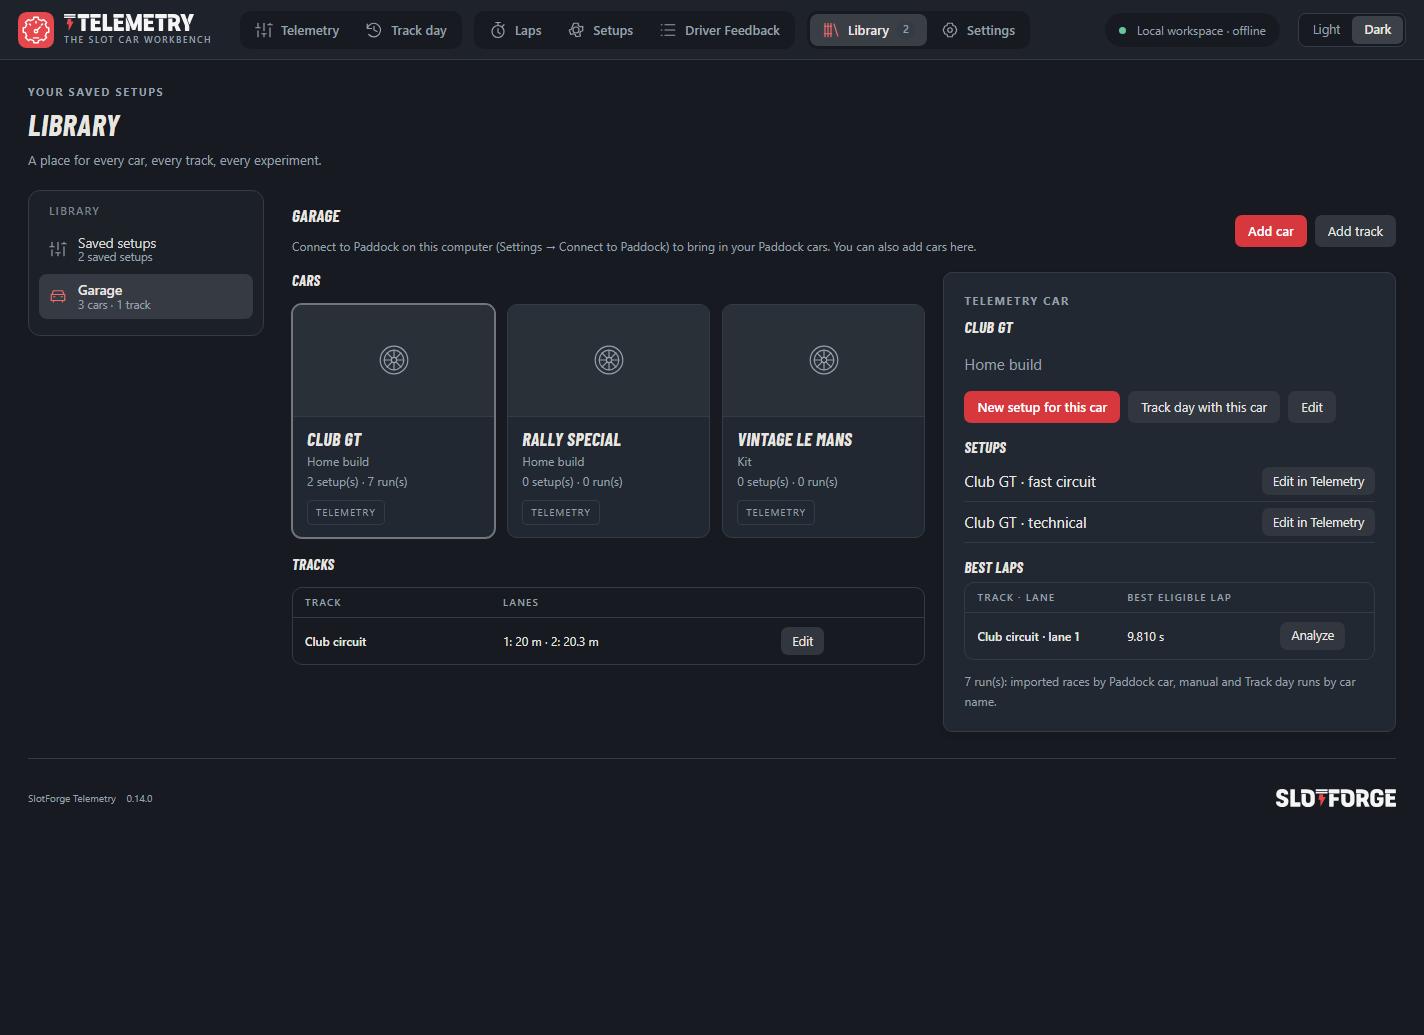 TELEMETRY
THE SLOT CAR WORKBENCH
Telemetry
Track day
Laps
Setups
Driver Feedback
Library 2
Settings
Local workspace · offline
Light
Dark
YOUR SAVED SETUPS
LIBRARY
A place for every car, every track, every experiment.
LIBRARY
Saved setups
2 saved setups
Garage
3 cars · 1 track
GARAGE
Connect to Paddock on this computer (Settings → Connect to Paddock) to bring in your Paddock cars. You can also add cars here.
Add car
Add track
CARS
CLUB GT
Home build
2 setup(s) · 7 run(s)
TELEMETRY
RALLY SPECIAL
Home build
0 setup(s) · 0 run(s)
TELEMETRY
VINTAGE LE MANS
Kit
0 setup(s) · 0 run(s)
TELEMETRY
TRACKS
TRACK LANES
Club circuit 1: 20 m · 2: 20.3 m Edit
TELEMETRY CAR
CLUB GT
Home build
New setup for this car
Track day with this car
Edit
SETUPS
Club GT · fast circuit Edit in Telemetry
Club GT · technical Edit in Telemetry
BEST LAPS
TRACK · LANE BEST ELIGIBLE LAP
Club circuit · lane 1 9.810 s Analyze
7 run(s): imported races by Paddock car, manual and Track day runs by car
name.
SlotForge Telemetry 0.14.0
SLOTFORGE